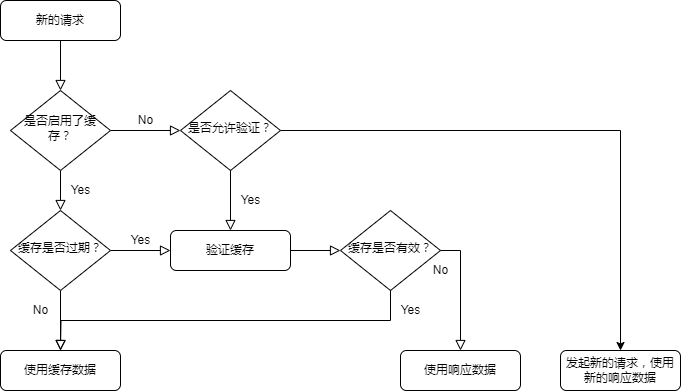 新的请求
是否启用了缓
存？
No
是否允许验证？
Yes
Yes
缓存是否过期？
Yes
验证缓存
缓存是否有效？
No
No
Yes
使用缓存数据
使用响应数据
发起新的请求，使用
新的响应数据